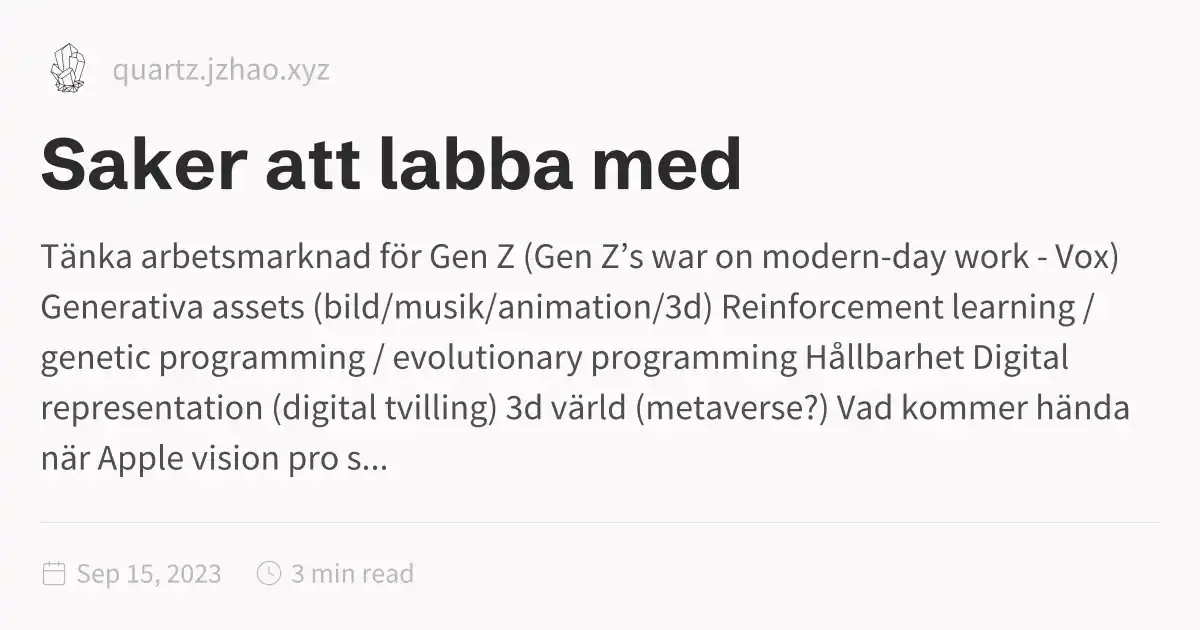 quartz.jzhao.xyz
Saker att labba med
Tänka arbetsmarknad för Gen Z (Gen Z’s war on modern-day work - Vox)
Generativa assets (bild/musik/animation/3d) Reinforcement learning /
genetic programming / evolutionary programming Hållbarhet Digital
representation (digital tvilling) 3d värld (metaverse?) Vad kommer hända
när Apple vision pro s...
Sep 15, 2023 3 min read